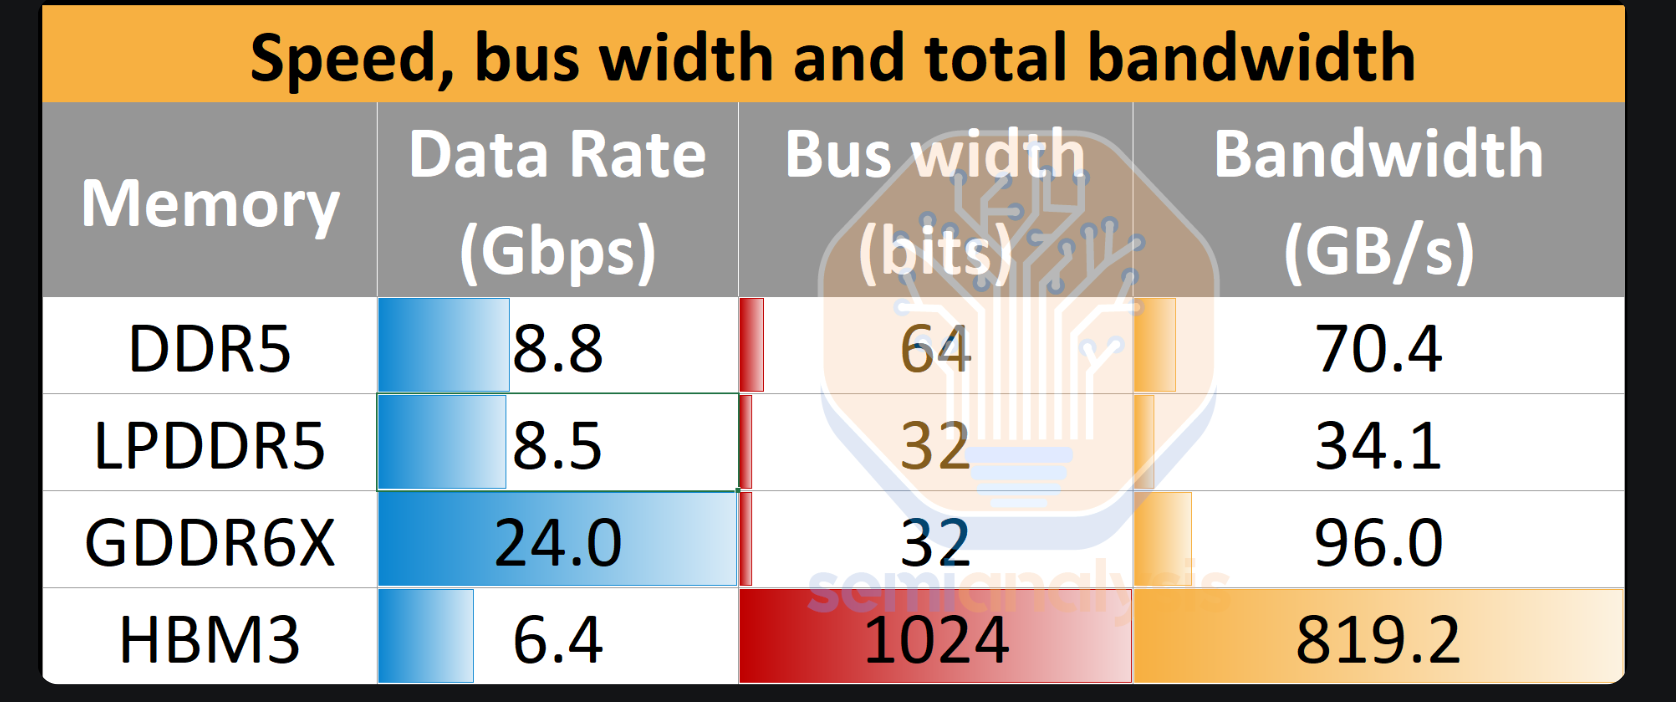 Speed, bus width and total bandwidth
Memory Data Rate (Gbps) Bus width (bits) Bandwidth (GB/s)
DDR5 8.8 64 70.4
LPDDR5 8.5 32 34.1
GDDR6X 24.0 32 96.0
semianalysis
HBM3 6.4 1024 819.2